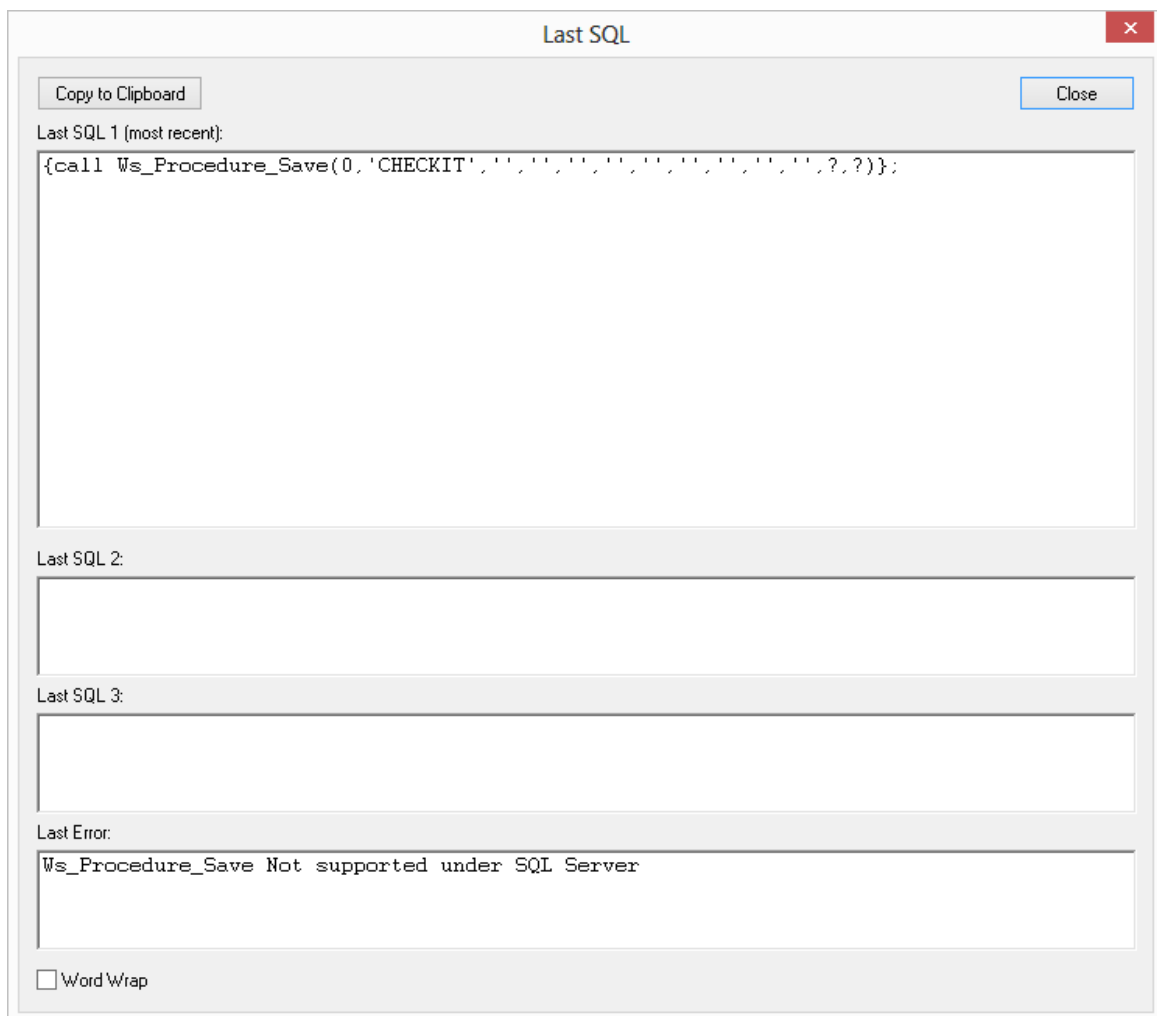 Last SQL
Copy to Clipboard
Close
Last SQL 1 (most recent):
{call Ws_Procedure_Save(0,'CHECKIT','','','','','','','','','',?,?)};
Last SQL 2:
Last SQL 3:
Last Error:
Ws_Procedure_Save Not supported under SQL Server
Word Wrap